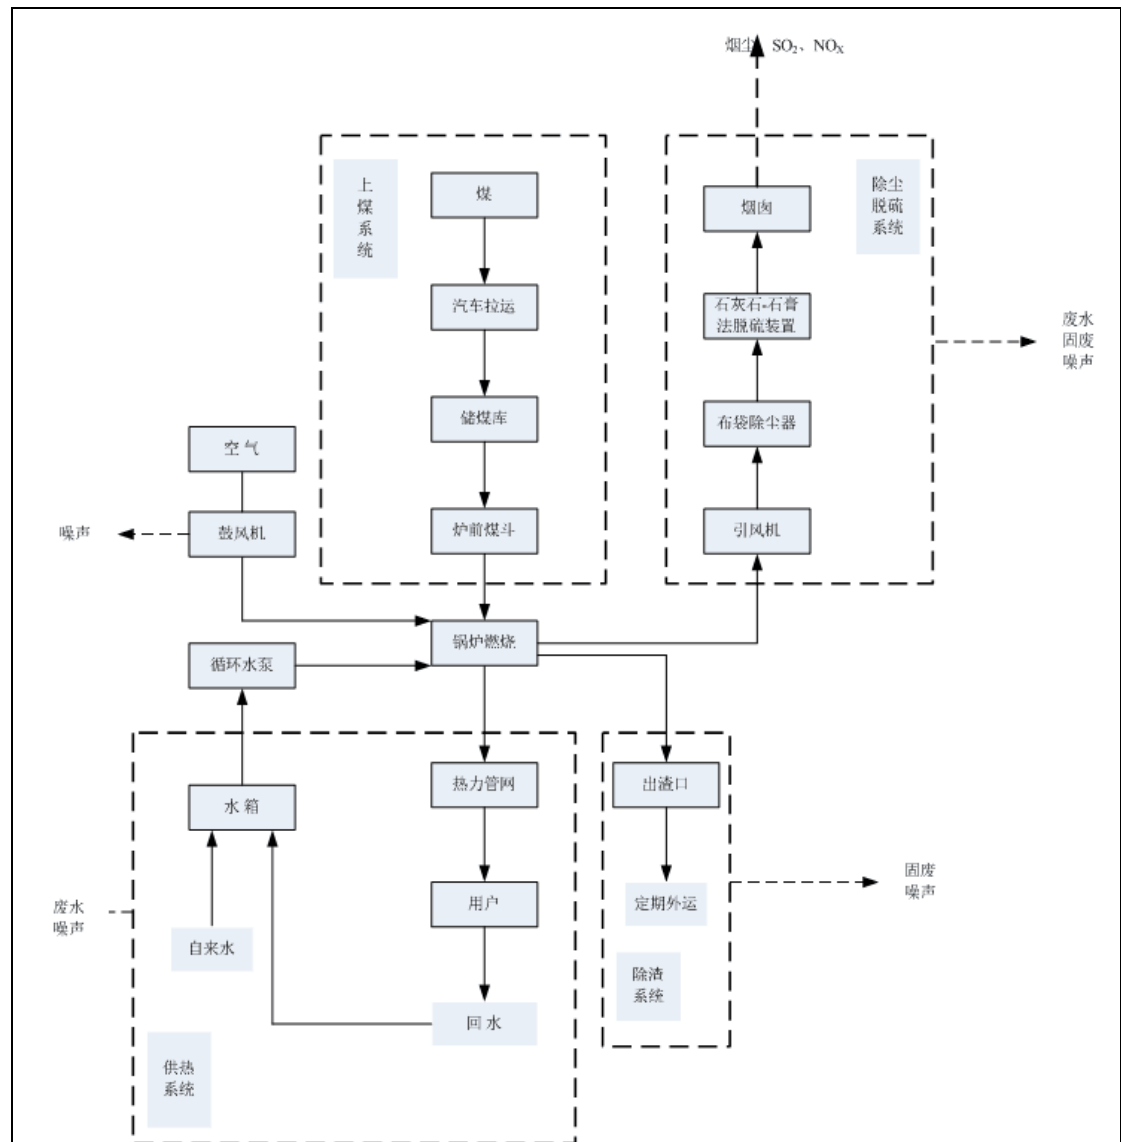 烟尘、SO₂、NOX
上
煤
系
统
煤
汽车拉运
储煤库
炉前煤斗
除尘
脱硫
系统
烟囱
石灰石-石膏
法脱硫装置
布袋除尘器
引风机
废水
固废
噪声
空 气
鼓风机
噪声
锅炉燃烧
循环水泵
水 箱
自来水
热力管网
用户
回 水
废水
噪声
供热
系统
出渣口
定期外运
除渣
系统
固废
噪声